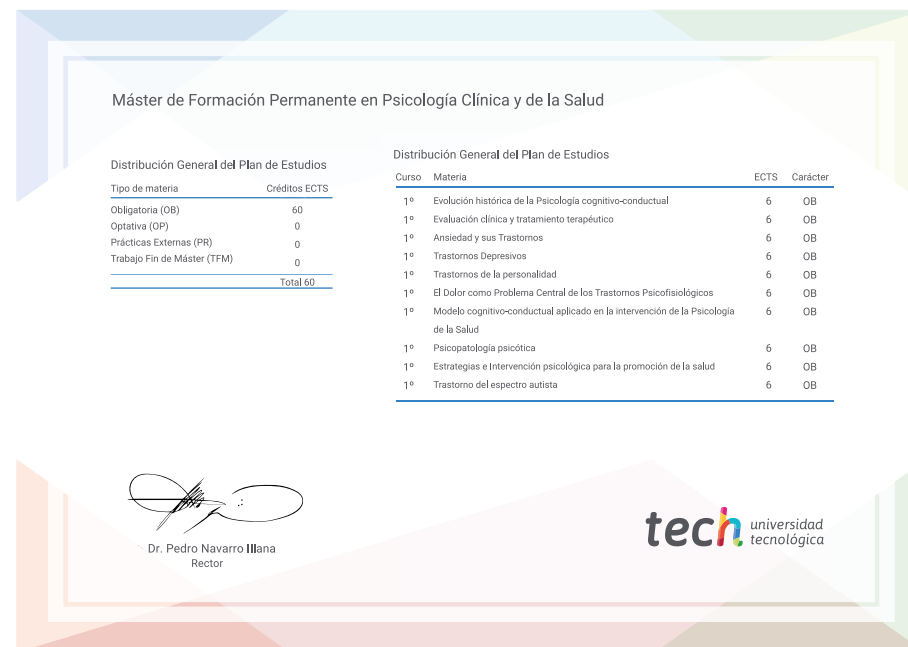 Máster de Formación Permanente en Psicología Clínica y de la Salud
Distribución General del Plan de Estudios
Tipo de materia Créditos ECTS
Obligatoria (OB) 60
Optativa (OP) 0
Prácticas Externas (PR) 0
Trabajo Fin de Máster (TFM) 0
Total 60
Distribución General del Plan de Estudios
Curso Materia ECTS Carácter
1º Evolución histórica de la Psicología cognitivo-conductual 6 OB
1º Evaluación clínica y tratamiento terapéutico 6 OB
1º Ansiedad y sus Trastornos 6 OB
1º Trastornos Depresivos 6 OB
1º Trastornos de la personalidad 6 OB
1º El Dolor como Problema Central de los Trastornos Psicofisiológicos 6 OB
1º Modelo cognitivo-conductual aplicado en la intervención de la Psicología 6 OB
de la Salud
1º Psicopatología psicótica 6 OB
1º Estrategias e Intervención psicológica para la promoción de la salud 6 OB
1º Trastorno del espectro autista 6 OB
Dr. Pedro Navarro Illana
Rector
tech universidad
tecnológica